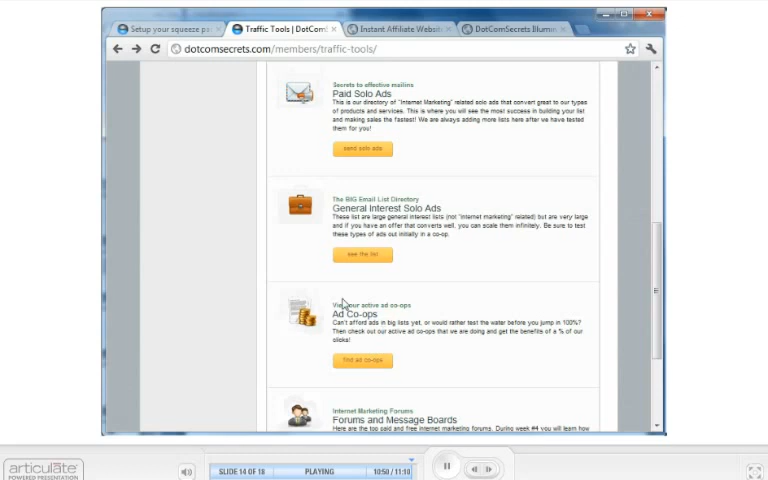 Setup your squeeze pa
Traffic Tools | DotCom
Instant Affiliate Website
DotComSecrets Illumin
dotcomsecrets.com/members/traffic-tools/
Secrets to effective mailins
Paid Solo Ads
This is our directory of "Internet Marketing" related solo ads that convert great to our types
of products and services. This is where you will see the most success in building your list
and making sales the fastest! We are always adding more lists here after we have tested
them for you!
send solo ads
The BIG Email List Directory
General Interest Solo Ads
These list are large general interest lists (not "internet marketing" related) but are very large
and if you have an offer that converts well, you can scale them infinitely. Be sure to test
these types of ads out initially in a co-op.
see the list
View your active ad co-ops
Ad Co-ops
Can't afford ads in big lists yet, or would rather test the water before you jump in 100%?
Then check out our active ad co-ops that we are doing and get the benefits of a % of our
clicks!
find ad co-ops
Internet Marketing Forums
Forums and Message Boards
Here are the top paid and free internet marketing forums. During week #4 you will learn how
articulate
POWERED PRESENTATION
SLIDE 14 OF 18
PLAYING
10:50 / 11:10